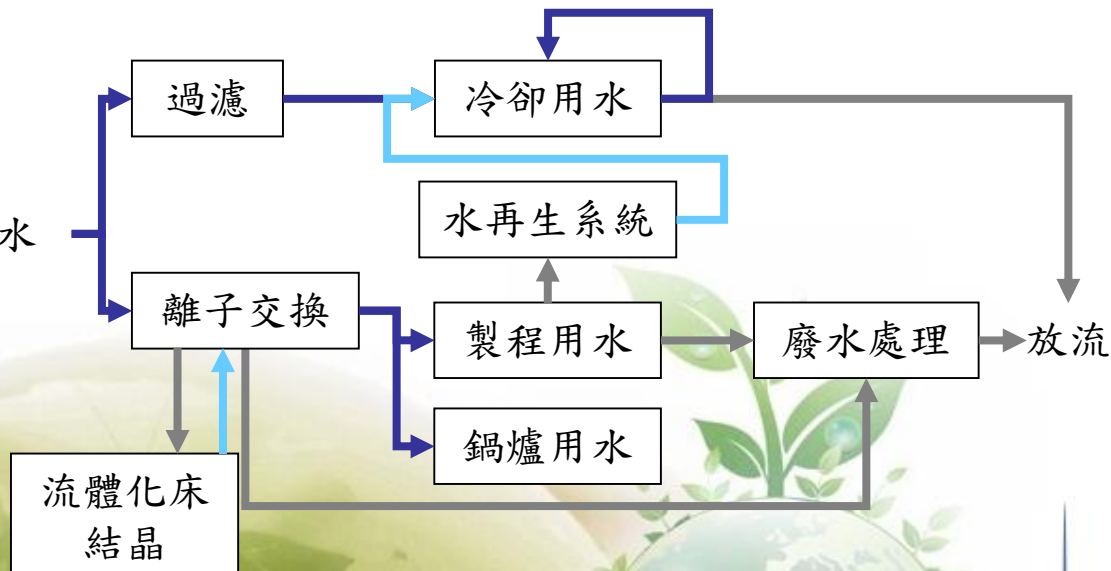 過濾
冷卻用水
水再生系統
水
離子交換
製程用水
廢水處理
放流
鍋爐用水
流體化床
結晶